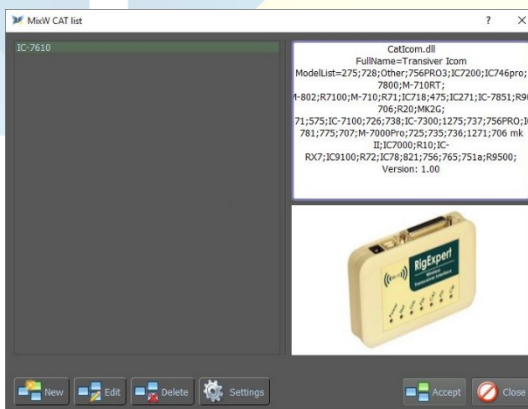 MixW CAT list
IC-7610
CatIcom.dll
FullName=Transiver Icom
ModelList=275;728;Other;756PRO3;IC7200;IC746pro;
7800;M-710RT;
M-802;R7100;M-710;R71;IC718;475;IC271;IC-7851;R90
706;R20;MK2G;
71;575;IC-7100;726;738;IC-7300;1275;737;756PRO;I
781;775;707;M-7000Pro;725;735;736;1271;706 mk
II;IC7000;R10;IC-
RX7;IC9100;R72;IC78;821;756;765;751a;R9500;
Version: 1.00
RigExpert
Transceiver Interface
New
Edit
Delete
Settings
Accept
Close